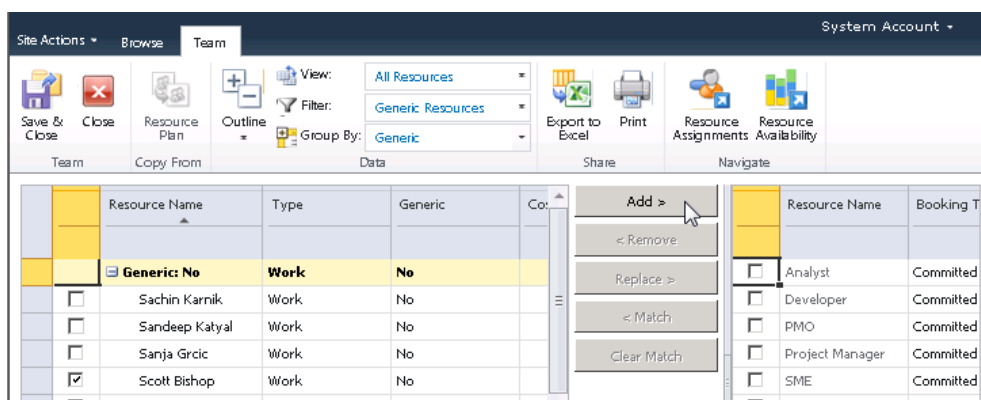 System Account
Site Actions Browse Team
View: All Resources
Filter: Generic Resources
Group By: Generic
Save & Close
Close
Resource Plan
Outline
Export to Excel
Print
Resource Assignments
Resource Availability
Team Copy From Data Share Navigate
Resource Name Type Generic Co Add > Resource Name Booking T
< Remove
Generic: No Work No Replace > Analyst Committed
Sachin Karnik Work No Developer Committed
Sandeep Katyal Work No < Match PMO Committed
Sanja Grcic Work No Clear Match Project Manager Committed
Scott Bishop Work No SME Committed